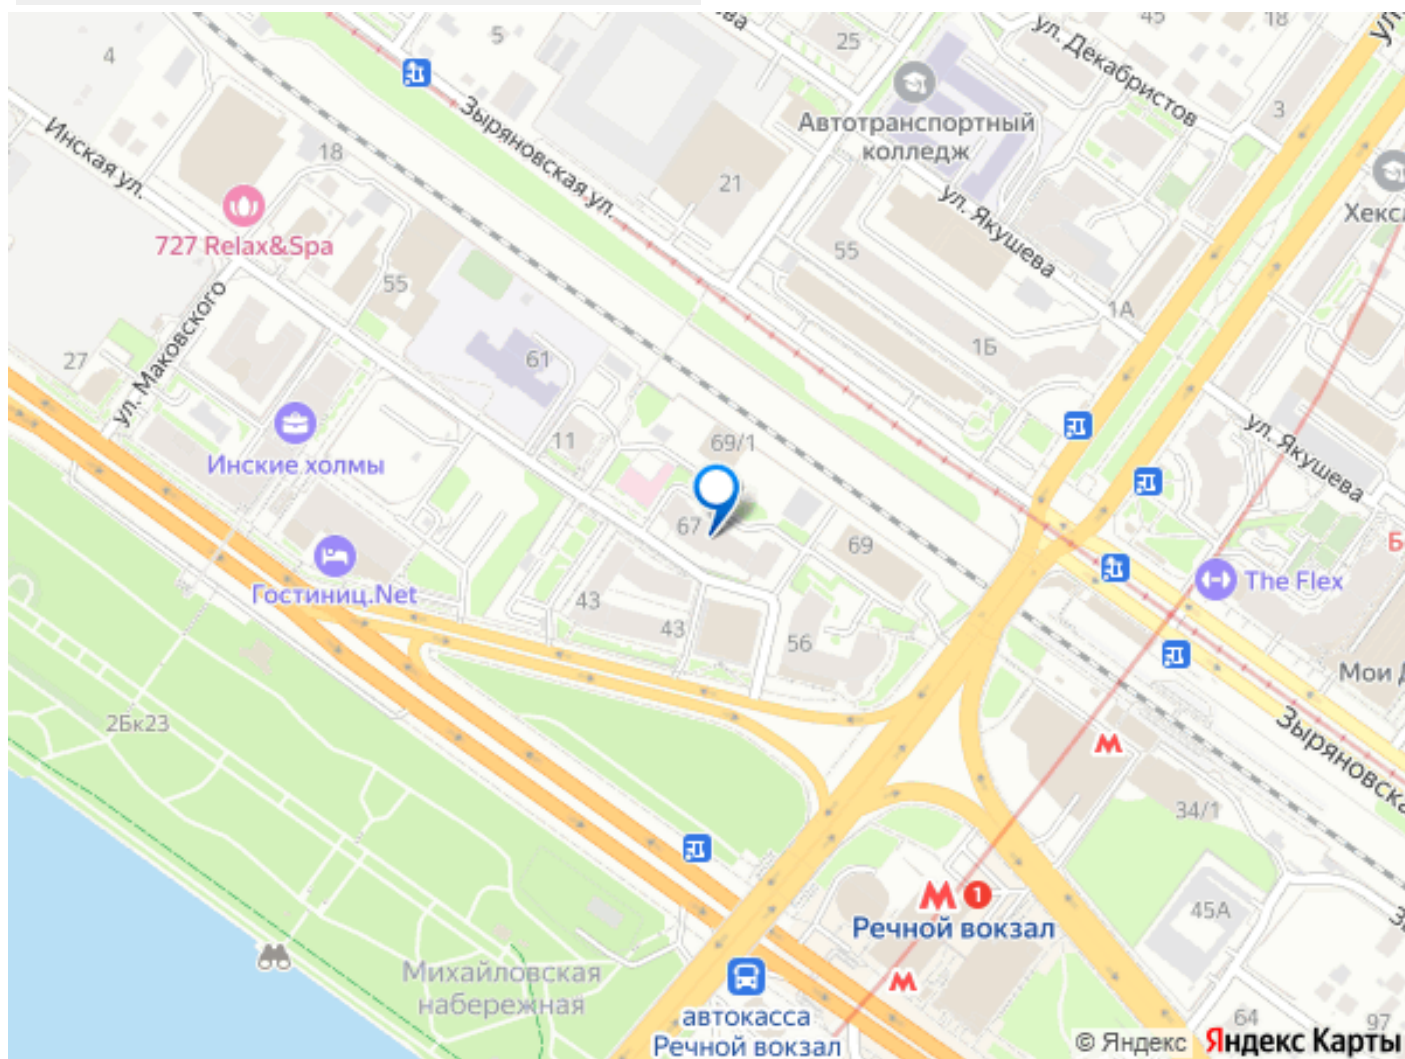 4
5
25
45
18
ул. Декабристов
3
Зыряновская ул.
Автотранспортный
колледж
Инская ул.
18
21
ул. Якушева
727 Relax&Spa
55
55
1А
ул. Маковского
27
61
1Б
11
69/1
ул. Якушева
Инские холмы
67
69
Гостиниц.Net
The Flex
43
43
56
2Бк23
Зыряновска
34/1
45А
Речной вокзал
Михайловская
набережная
автокасса
Речной вокзал
64
97
© Яндекс
Яндекс Карты